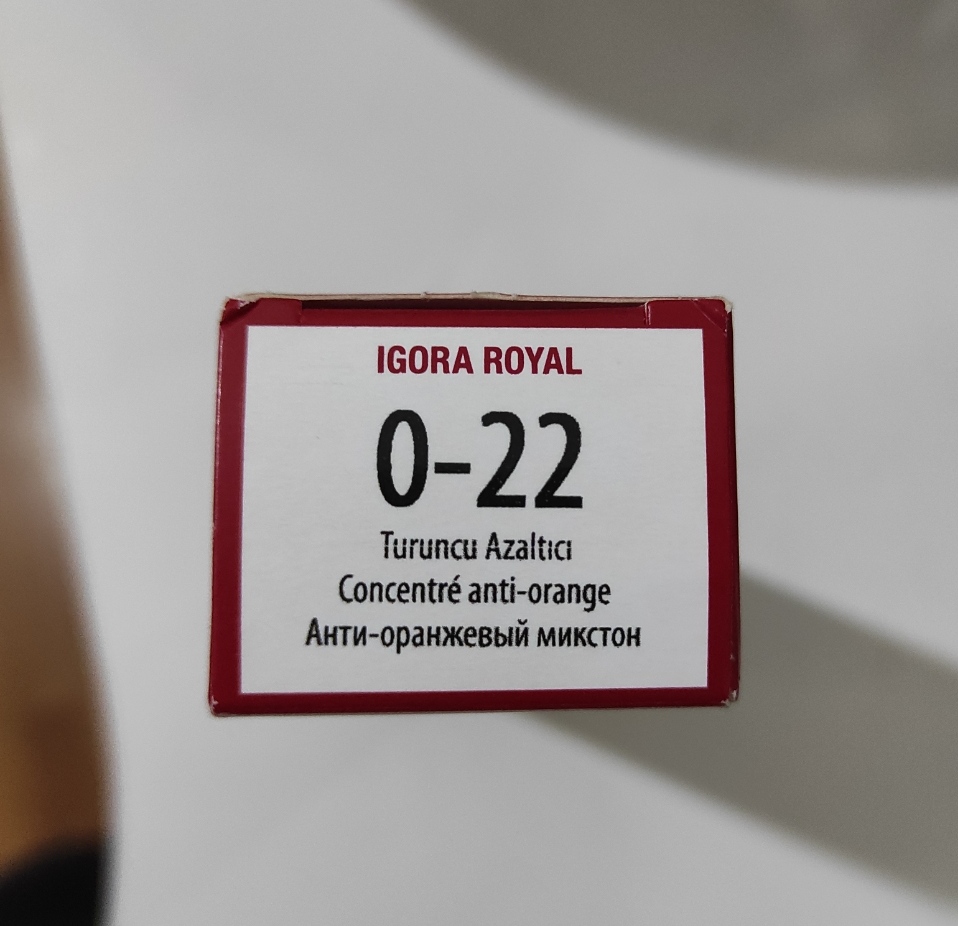 IGORA ROYAL
0-22
Turuncu Azaltıcı
Concentré anti-orange
Анти-оранжевый микстон